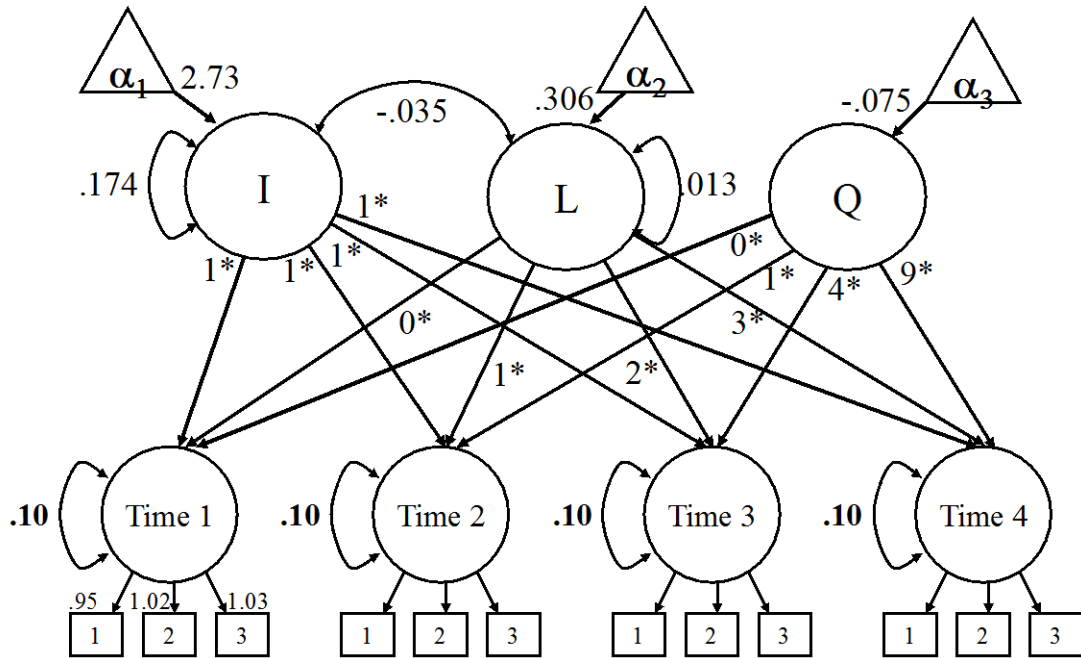 α1 α2 α3
2.73 .306 -.075
-.035
.174 I L .013 Q
1* 0*
1* 1* 1* 1* 4* 9*
0* 3*
1* 2*
.10 Time 1 .10 Time 2 .10 Time 3 .10 Time 4
.95 1.02 1.03
1 2 3 1 2 3 1 2 3 1 2 3